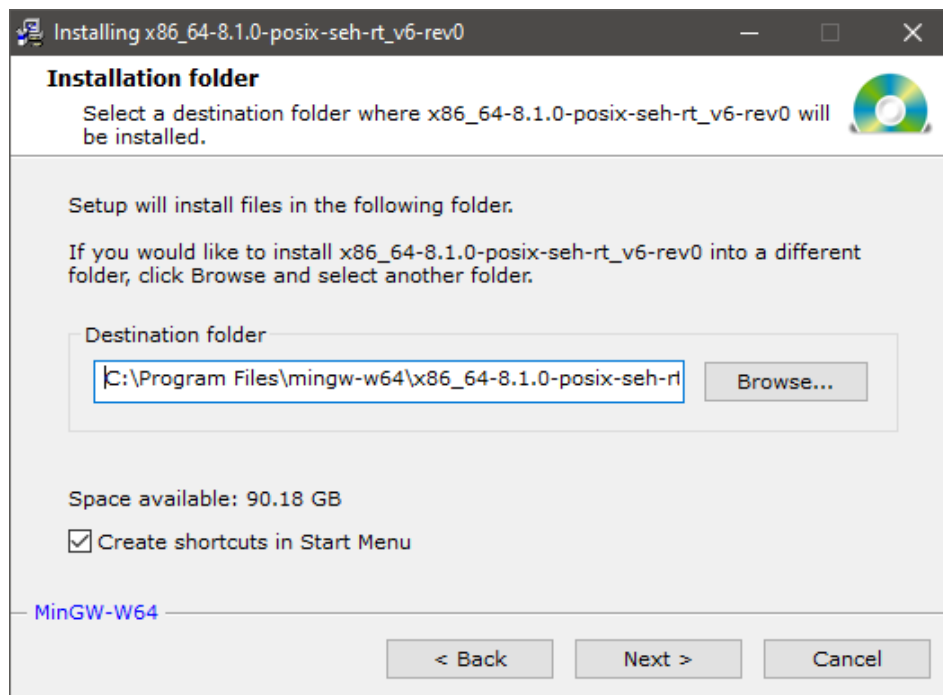 Installing x86_64-8.1.0-posix-seh-rt_v6-rev0
Installation folder
Select a destination folder where x86_64-8.1.0-posix-seh-rt_v6-rev0 will
be installed.
Setup will install files in the following folder.
If you would like to install x86_64-8.1.0-posix-seh-rt_v6-rev0 into a different
folder, click Browse and select another folder.
Destination folder
C:\Program Files\mingw-w64\x86_64-8.1.0-posix-seh-rt
Browse...
Space available: 90.18 GB
Create shortcuts in Start Menu
MinGW-W64
< Back
Next >
Cancel